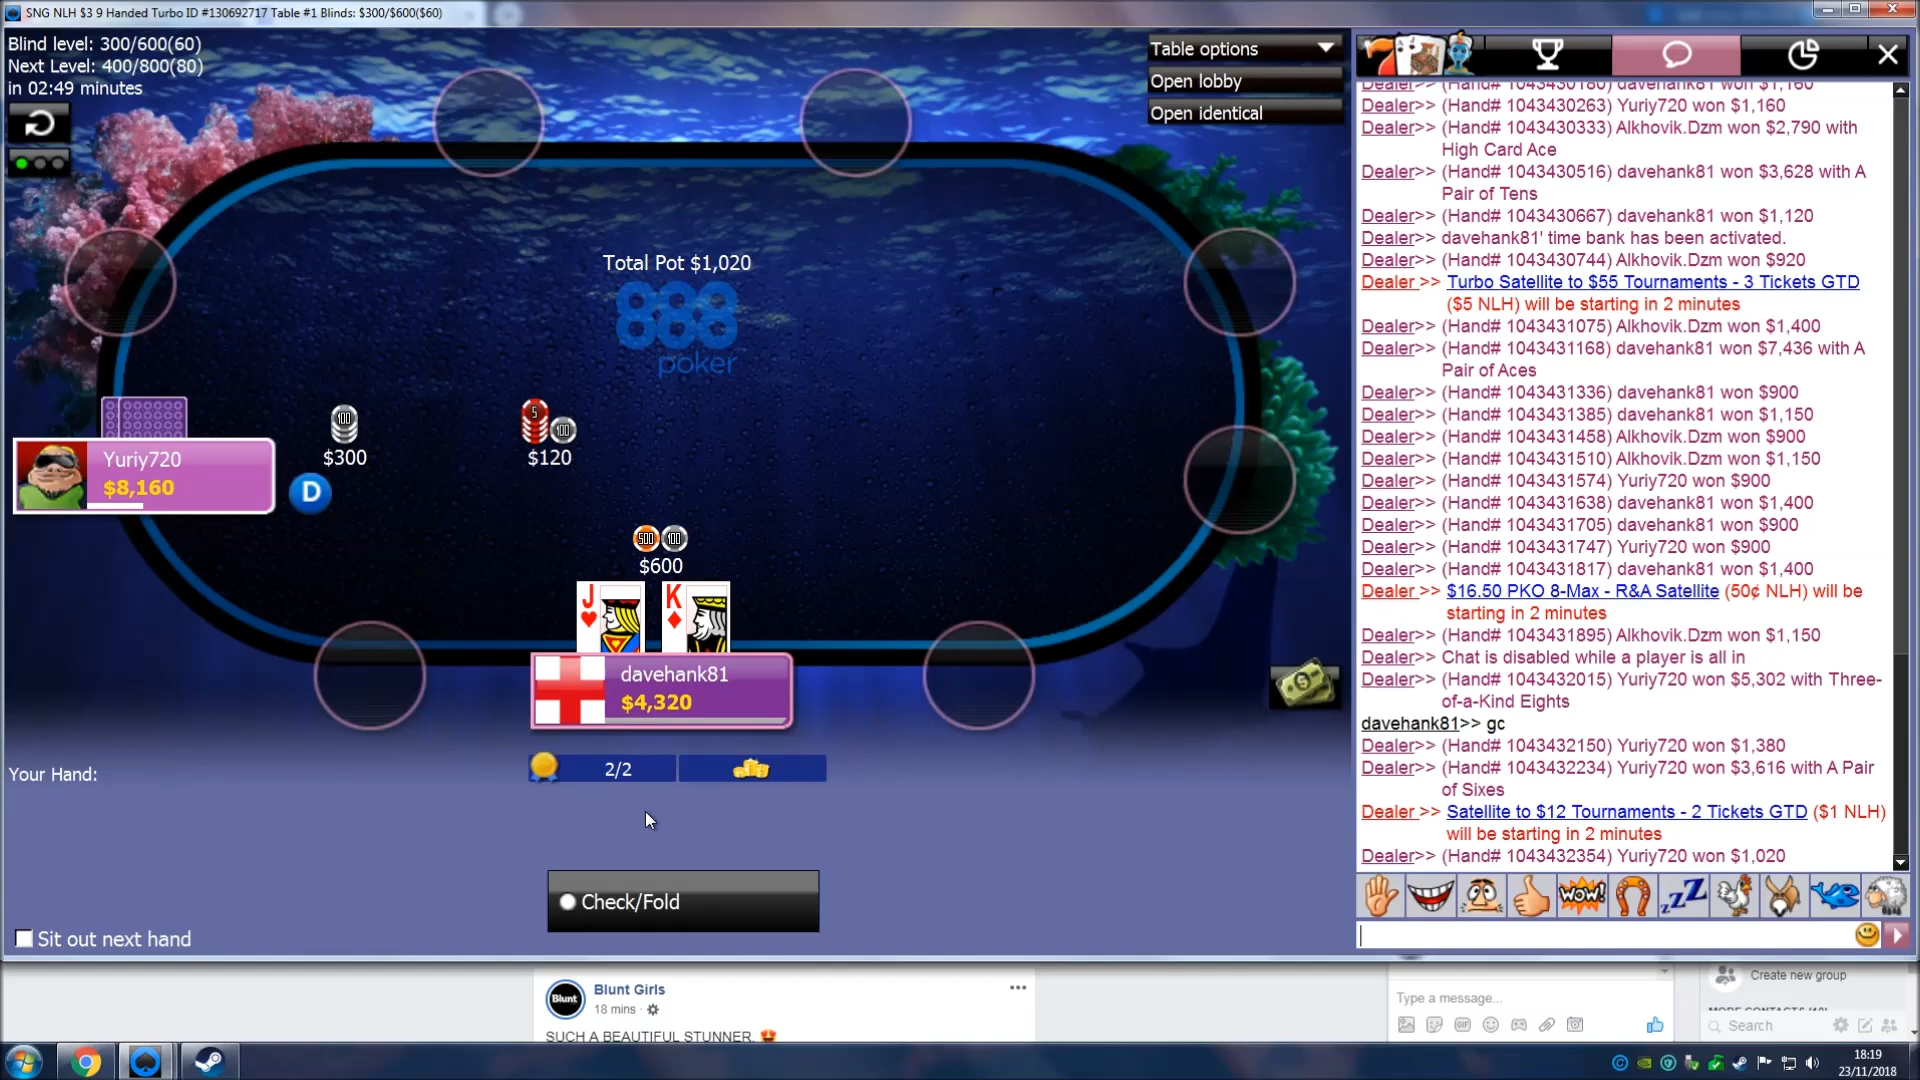 SNG NLH $3 9 Handed Turbo ID #130692717 Table #1 Blinds: $300/$600($60)
Blind level: 300/600(60)
Next Level: 400/800(80)
in 02:49 minutes
Table options
Open lobby
Open identical
Total Pot $1,020
888
poker
100
$300
5
100
$120
Yuriy720
$8,160
D
500
100
$600
J
K
davehank81
$4,320
2/2
Your Hand:
Check/Fold
Sit out next hand
Dealer>> (Hand# 1043430180) davehank81 won $1,160
Dealer>> (Hand# 1043430263) Yuriy720 won $1,160
Dealer>> (Hand# 1043430333) Alkhovik.Dzm won $2,790 with
High Card Ace
Dealer>> (Hand# 1043430516) davehank81 won $3,628 with A
Pair of Tens
Dealer>> (Hand# 1043430667) davehank81 won $1,120
Dealer>> davehank81' time bank has been activated.
Dealer>> (Hand# 1043430744) Alkhovik.Dzm won $920
Dealer >> Turbo Satellite to $55 Tournaments - 3 Tickets GTD
($5 NLH) will be starting in 2 minutes
Dealer>> (Hand# 1043431075) Alkhovik.Dzm won $1,400
Dealer>> (Hand# 1043431168) davehank81 won $7,436 with A
Pair of Aces
Dealer>> (Hand# 1043431336) davehank81 won $900
Dealer>> (Hand# 1043431385) davehank81 won $1,150
Dealer>> (Hand# 1043431458) Alkhovik.Dzm won $900
Dealer>> (Hand# 1043431510) Alkhovik.Dzm won $1,150
Dealer>> (Hand# 1043431574) Yuriy720 won $900
Dealer>> (Hand# 1043431638) davehank81 won $1,400
Dealer>> (Hand# 1043431705) davehank81 won $900
Dealer>> (Hand# 1043431747) Yuriy720 won $900
Dealer>> (Hand# 1043431817) davehank81 won $1,400
Dealer >> $16.50 PKO 8-Max - R&A Satellite (50¢ NLH) will be
starting in 2 minutes
Dealer>> (Hand# 1043431895) Alkhovik.Dzm won $1,150
Dealer>> Chat is disabled while a player is all in
Dealer>> (Hand# 1043432015) Yuriy720 won $5,302 with Three-
of-a-Kind Eights
davehank81>> gc
Dealer>> (Hand# 1043432150) Yuriy720 won $1,380
Dealer>> (Hand# 1043432234) Yuriy720 won $3,616 with A Pair
of Sixes
Dealer >> Satellite to $12 Tournaments - 2 Tickets GTD ($1 NLH)
will be starting in 2 minutes
Dealer>> (Hand# 1043432354) Yuriy720 won $1,020
WOW!
zZZ
Blunt
Blunt Girls
18 mins ·
SUCH A BEAUTIFUL STUNNER.
Type a message...
GIF
Create new group
Search
18:19
23/11/2018